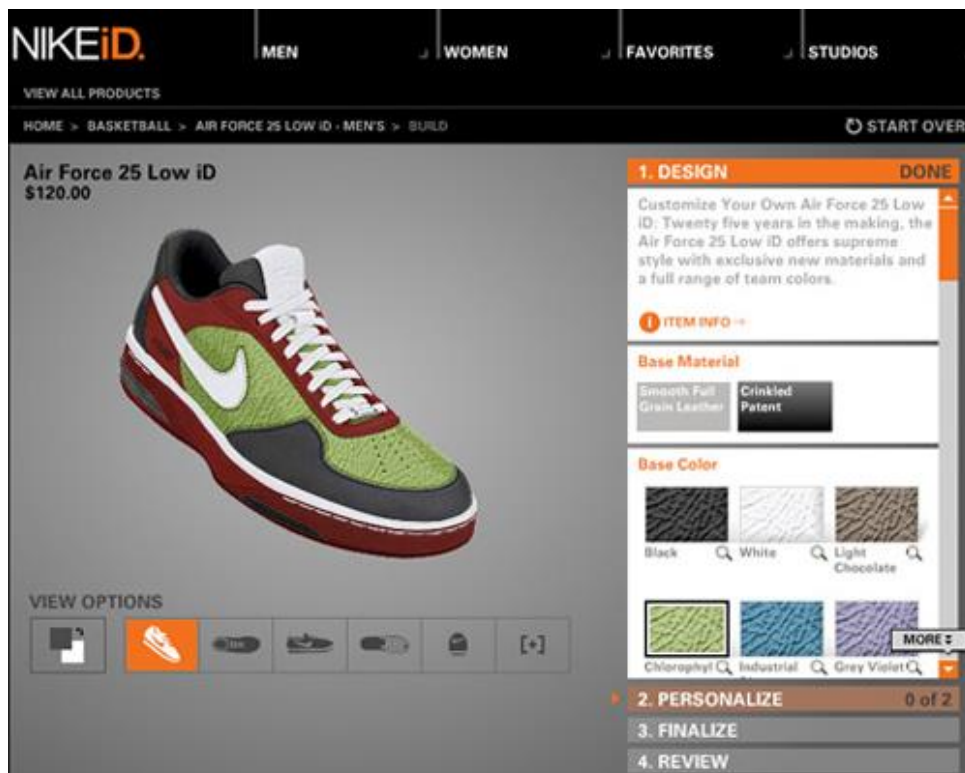 NIKEiD.
MEN
WOMEN
FAVORITES
STUDIOS
VIEW ALL PRODUCTS
HOME > BASKETBALL > AIR FORCE 25 LOW iD - MEN'S > BUILD
START OVER
Air Force 25 Low iD
$120.00
1. DESIGN
DONE
Customize Your Own Air Force 25 Low
iD: Twenty five years in the making, the
Air Force 25 Low iD offers supreme
style with exclusive new materials and
a full range of team colors.
i ITEM INFO →
Base Material
Smooth Full
Grain Leather
Crinkled
Patent
Base Color
Black
White
Light
Chocolate
Chlorophyl
Industrial
Grey Violet
MORE
VIEW OPTIONS
[+]
2. PERSONALIZE
0 of 2
3. FINALIZE
4. REVIEW